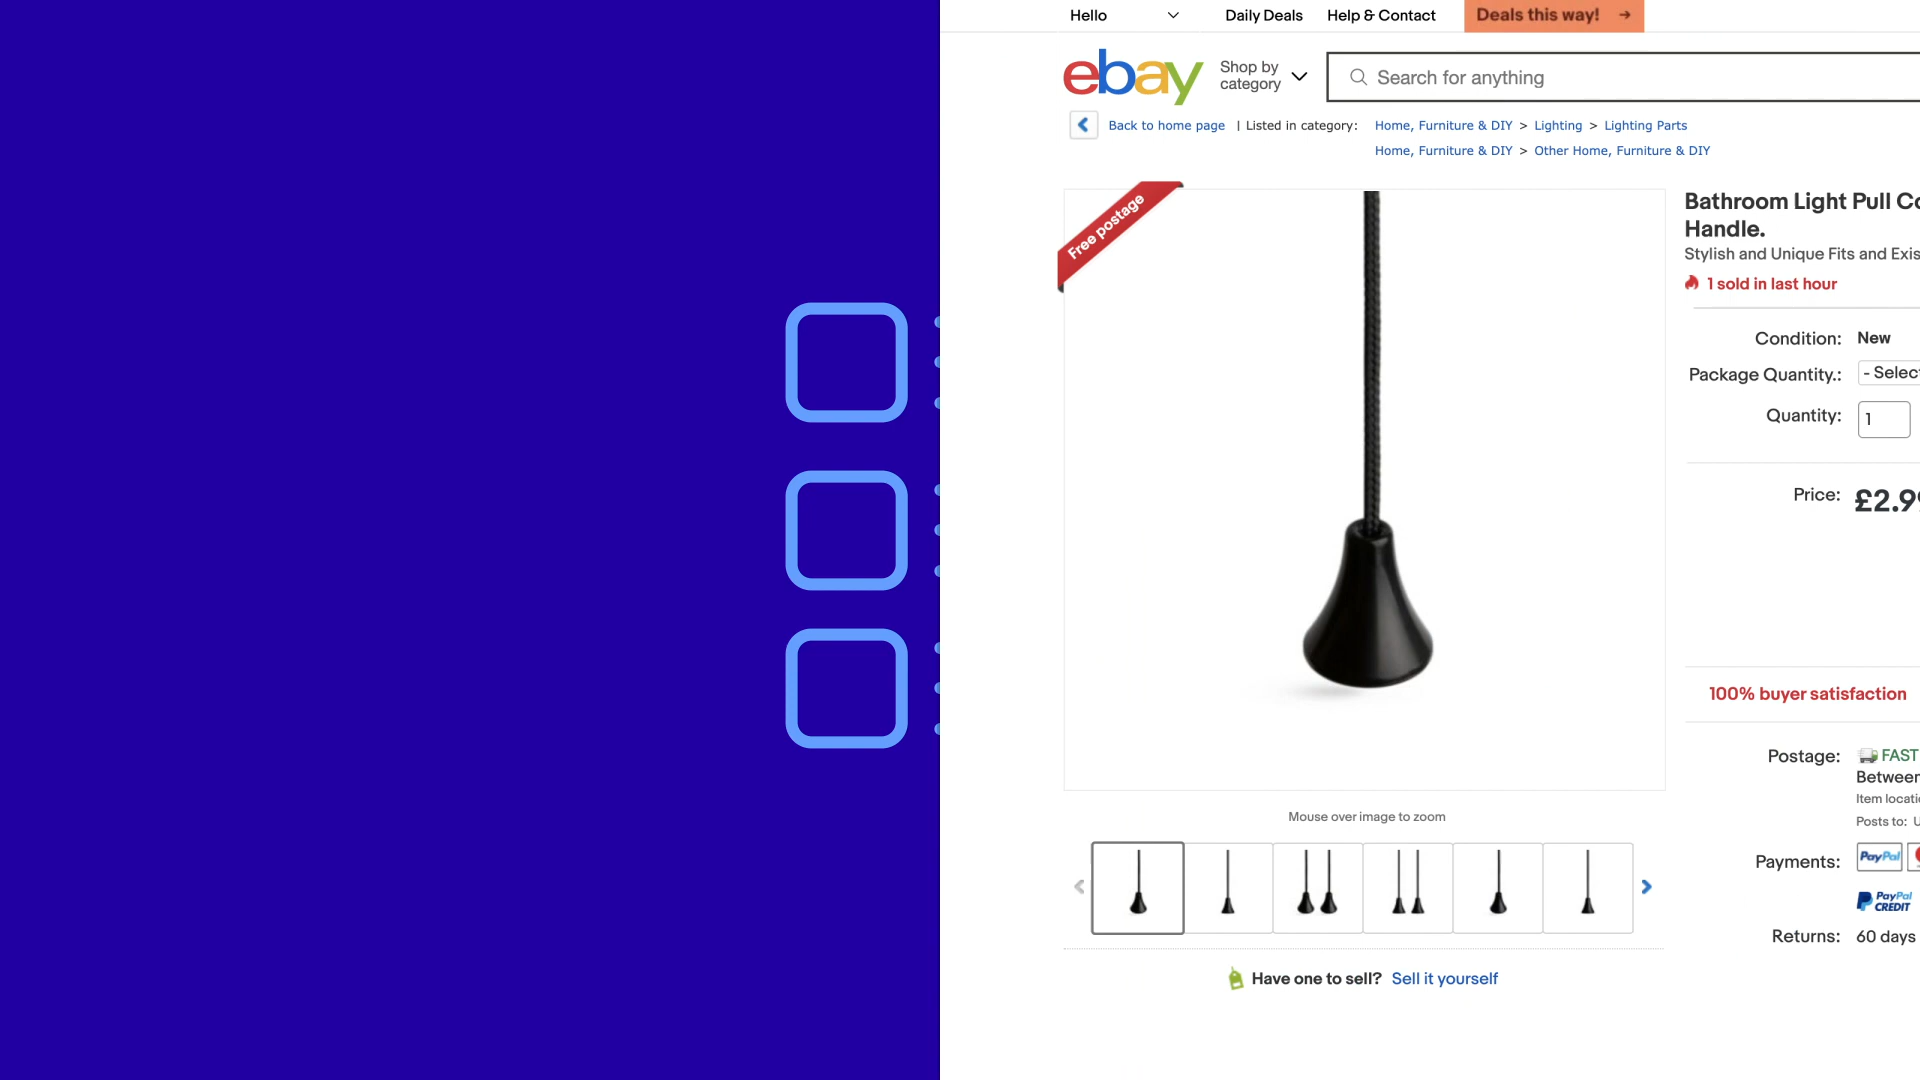 Hello
Daily Deals
Help & Contact
Deals this way!
ebay
Shop by
category
Search for anything
Back to home page | Listed in category:
Home, Furniture & DIY > Lighting > Lighting Parts
Home, Furniture & DIY > Other Home, Furniture & DIY
Free postage
Bathroom Light Pull
Handle.
Stylish and Unique Fits and
1 sold in last hour
Condition: New
Package Quantity.:
Quantity: 1
Price:
100% buyer satisfaction
Postage: FAST
Item
Posts to:
Mouse over image to zoom
Payments: PayPal
PayPal
CREDIT
Returns: 60 days
Have one to sell? Sell it yourself